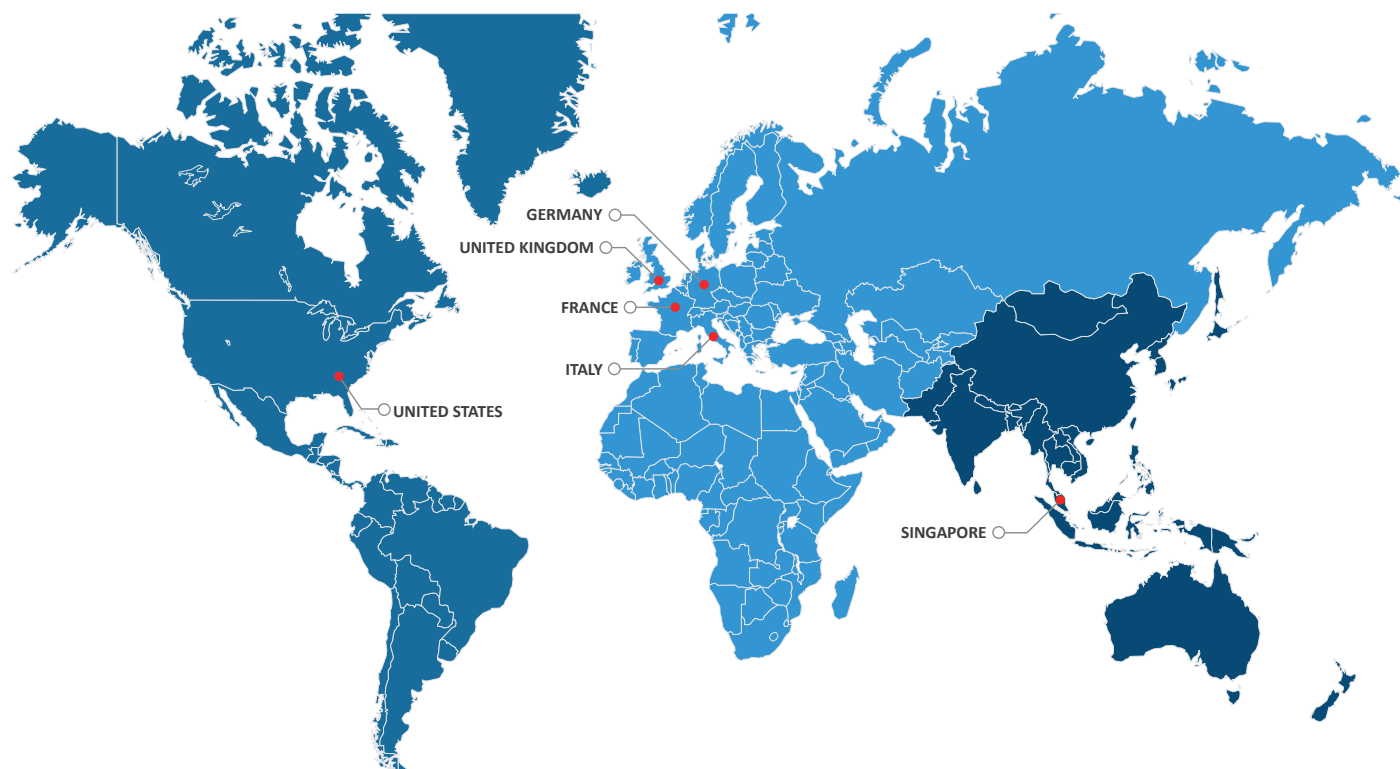 GERMANY
UNITED KINGDOM
FRANCE
ITALY
UNITED STATES
SINGAPORE